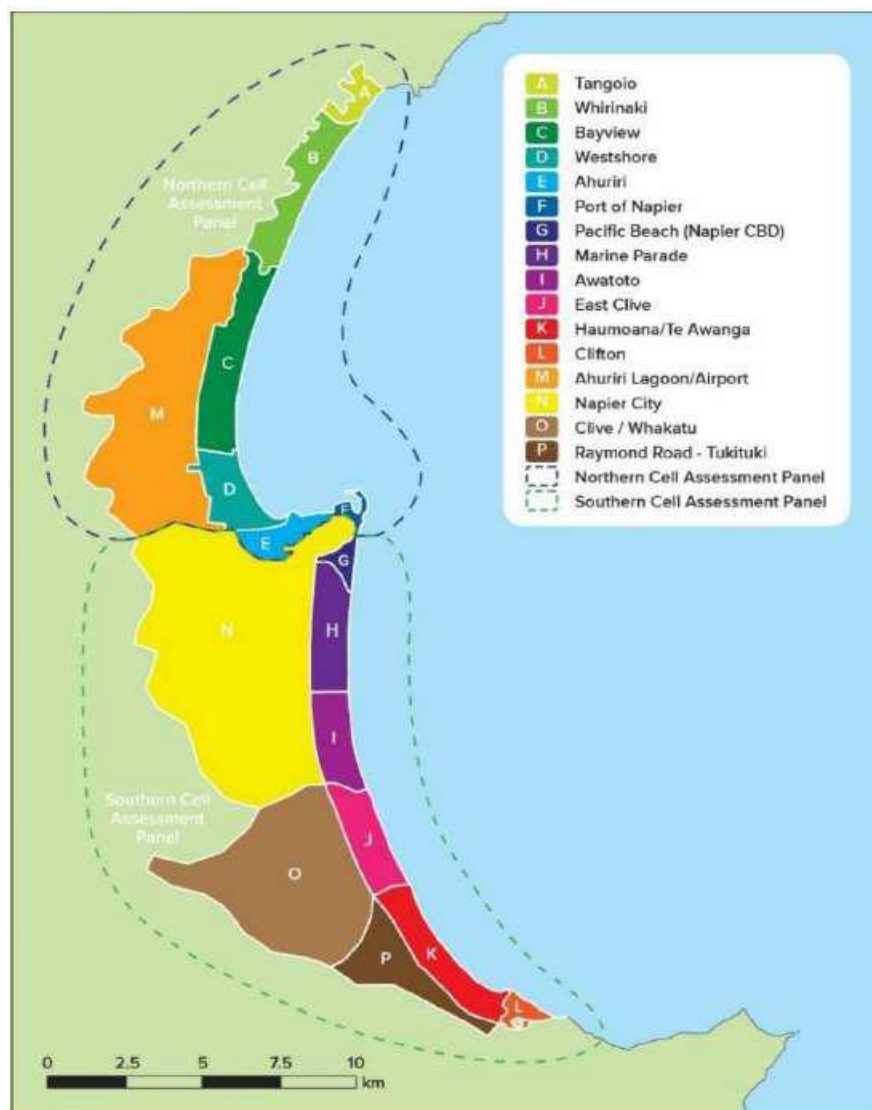 A Tangoio
B Whirinaki
C Bayview
D Westshore
E Ahuriri
F Port of Napier
G Pacific Beach (Napier CBD)
H Marine Parade
I Awatoto
J East Clive
K Haumoana/Te Awanga
L Clifton
M Ahuriri Lagoon/Airport
N Napier City
O Clive / Whakatu
P Raymond Road - Tukituki
Northern Cell Assessment Panel
Southern Cell Assessment Panel
A
B
Northern Cell
Assessment
Panel
C
M
D
F
E
G
N
H
I
Southern Cell
Assessment
Panel
J
O
K
P
L
0 2.5 5 7.5 10
km